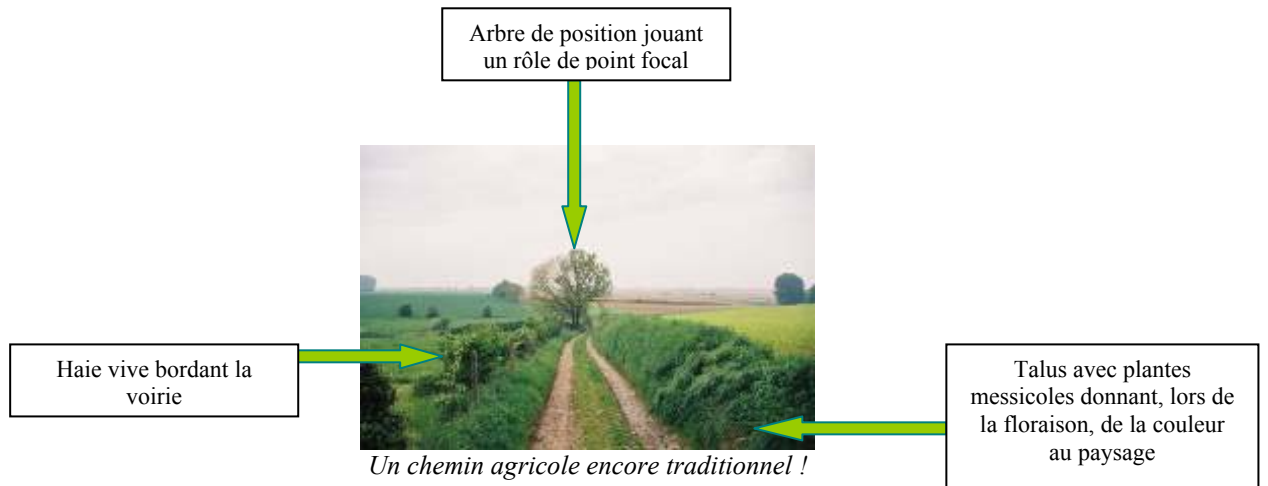 Arbre de position jouant
un rôle de point focal
Haie vive bordant la
voirie
Talus avec plantes
messicoles donnant, lors de
la floraison, de la couleur
au paysage
Un chemin agricole encore traditionnel !